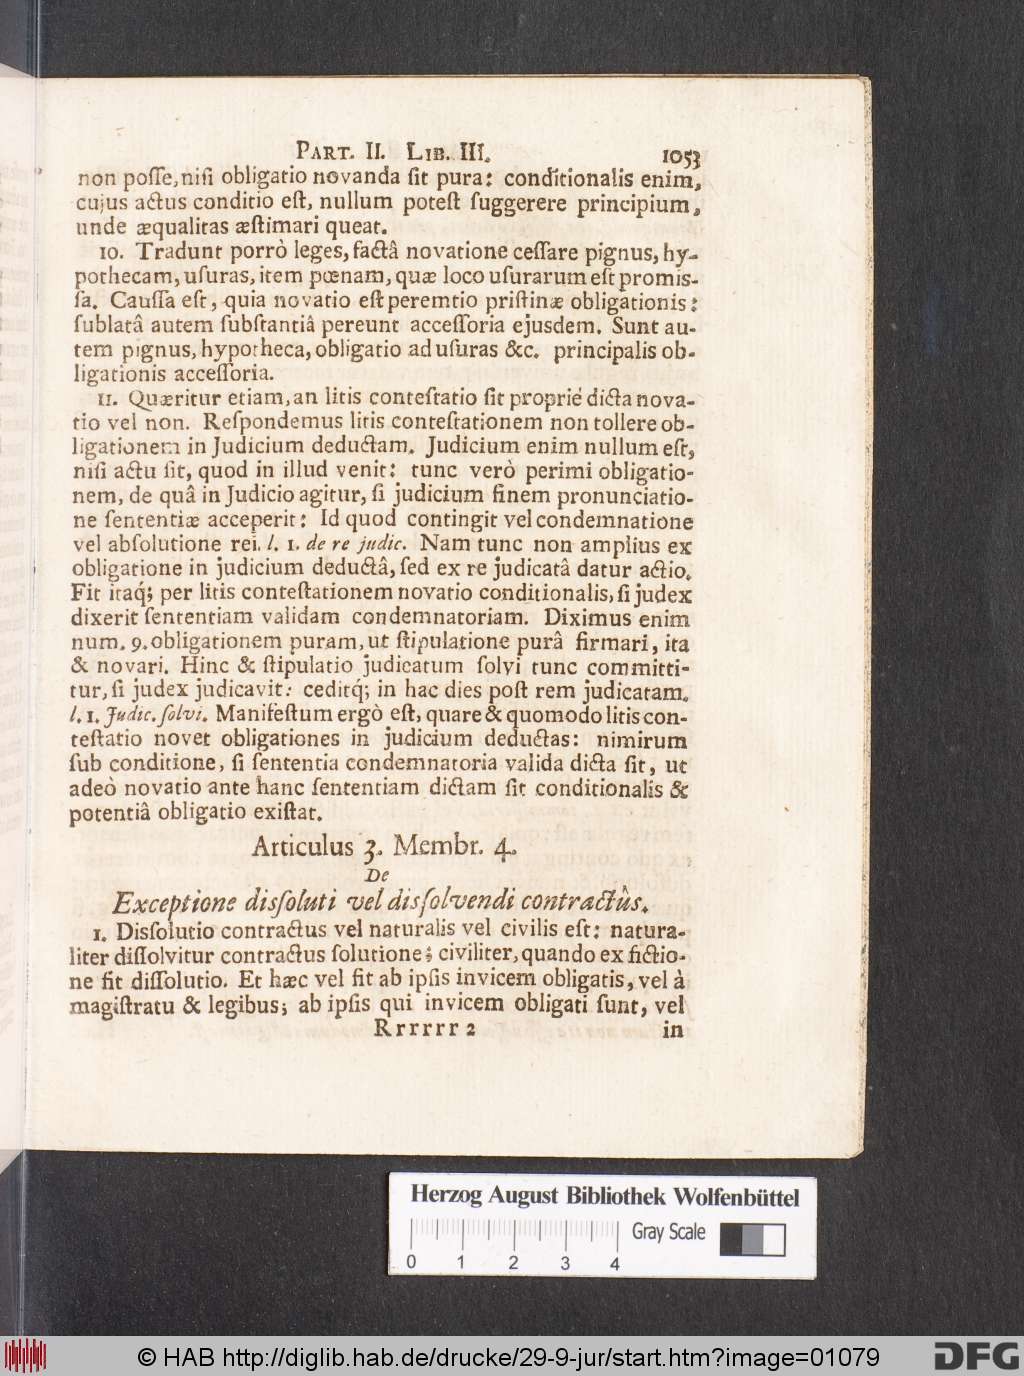 PART. II. LIB. III. 1053
non poſſe, niſi obligatio novanda ſit pura: conditionalis enim,
cujus actus conditio eſt, nullum poteſt ſuggerere principium,
unde æqualitas æſtimari queat.
10. Tradunt porrò leges, factâ novatione ceſſare pignus, hy-
pothecam, uſuras, item pœnam, quæ loco uſurarum eſt promiſ-
ſa. Cauſſa eſt, quia novatio eſt peremtio priſtinæ obligationis:
ſublatâ autem ſubſtantiâ pereunt acceſſoria ejusdem. Sunt au-
tem pignus, hypotheca, obligatio ad uſuras &c. principalis ob-
ligationis acceſſoria.
11. Quæritur etiam, an litis conteſtatio ſit propriè dicta nova-
tio vel non. Reſpondemus litis conteſtationem non tollere ob-
ligationem in Judicium deductam. Judicium enim nullum eſt,
niſi actu ſit, quod in illud venit: tunc verò perimi obligatio-
nem, de quâ in Judicio agitur, ſi judicium finem pronunciatio-
ne ſententiæ acceperit: Id quod contingit vel condemnatione
vel abſolutione rei. l. 1. de re judic. Nam tunc non amplius ex
obligatione in judicium deductâ, ſed ex re judicatâ datur actio.
Fit itaq́; per litis conteſtationem novatio conditionalis, ſi judex
dixerit ſententiam validam condemnatoriam. Diximus enim
num. 9. obligationem puram, ut ſtipulatione purâ firmari, ita
& novari. Hinc & ſtipulatio judicatum ſolvi tunc committi-
tur, ſi judex judicavit: ceditq́; in hac dies poſt rem judicatam.
l. 1. Judic. ſolvi. Manifeſtum ergò eſt, quare & quomodo litis con-
teſtatio novet obligationes in judicium deductas: nimirum
ſub conditione, ſi ſententia condemnatoria valida dicta ſit, ut
adeò novatio ante hanc ſententiam dictam ſit conditionalis &
potentiâ obligatio exiſtat.
Articulus 3. Membr. 4.
De
Exceptione disſoluti vel disſolvendi contractûs.
1. Disſolutio contractus vel naturalis vel civilis eſt: natura-
liter diſſolvitur contractus ſolutione; civiliter, quando ex fictio-
ne fit diſſolutio. Et hæc vel fit ab ipſis invicem obligatis, vel à
magiſtratu & legibus; ab ipſis qui invicem obligati ſunt, vel
Rrrrrr 2 in
Herzog August Bibliothek Wolfenbüttel
Gray Scale
0 1 2 3 4
© HAB http://diglib.hab.de/drucke/29-9-jur/start.htm?image=01079
DFG